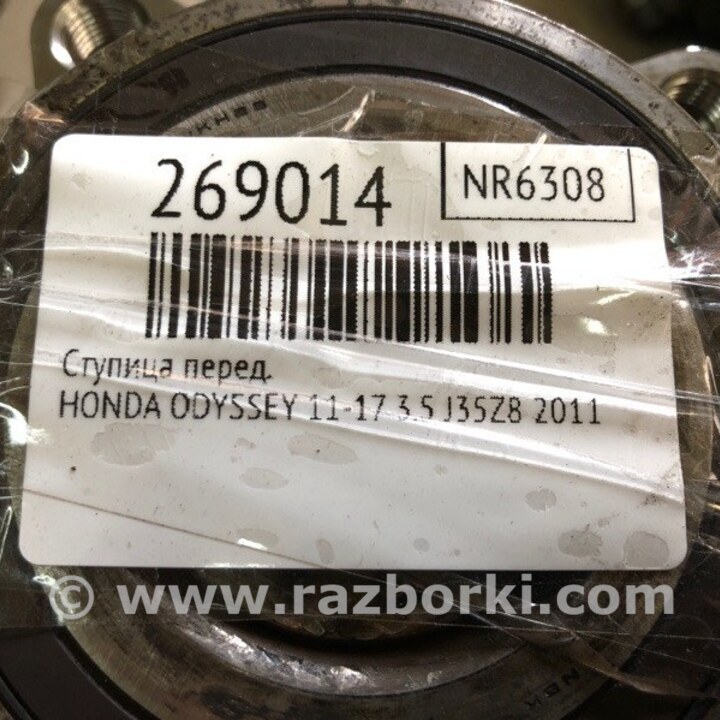 269014
NR6308
Ступица перед.
HONDA ODYSSEY 11-17 3.5 J35Z8 2011
© www.razborki.com